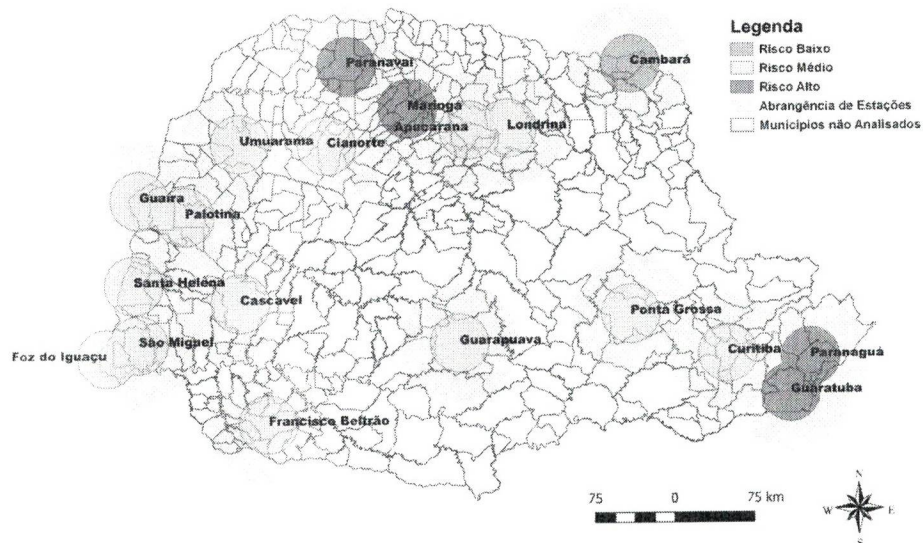 Legenda
Risco Baixo
Risco Médio
Risco Alto
Abrangência de Estações
Municípios não Analisados
Paranavaí
Cambará
Maringá
Apucarana
Londrina
Umuarama
Cianorte
Guaíra
Palotina
Santa Helena
Cascavel
Ponta Grossa
São Miguel
Guarapuava
Curitiba
Paranaguá
Foz do Iguaçu
Guaratuba
Francisco Beltrão
75 0 75 km
N
W E
S